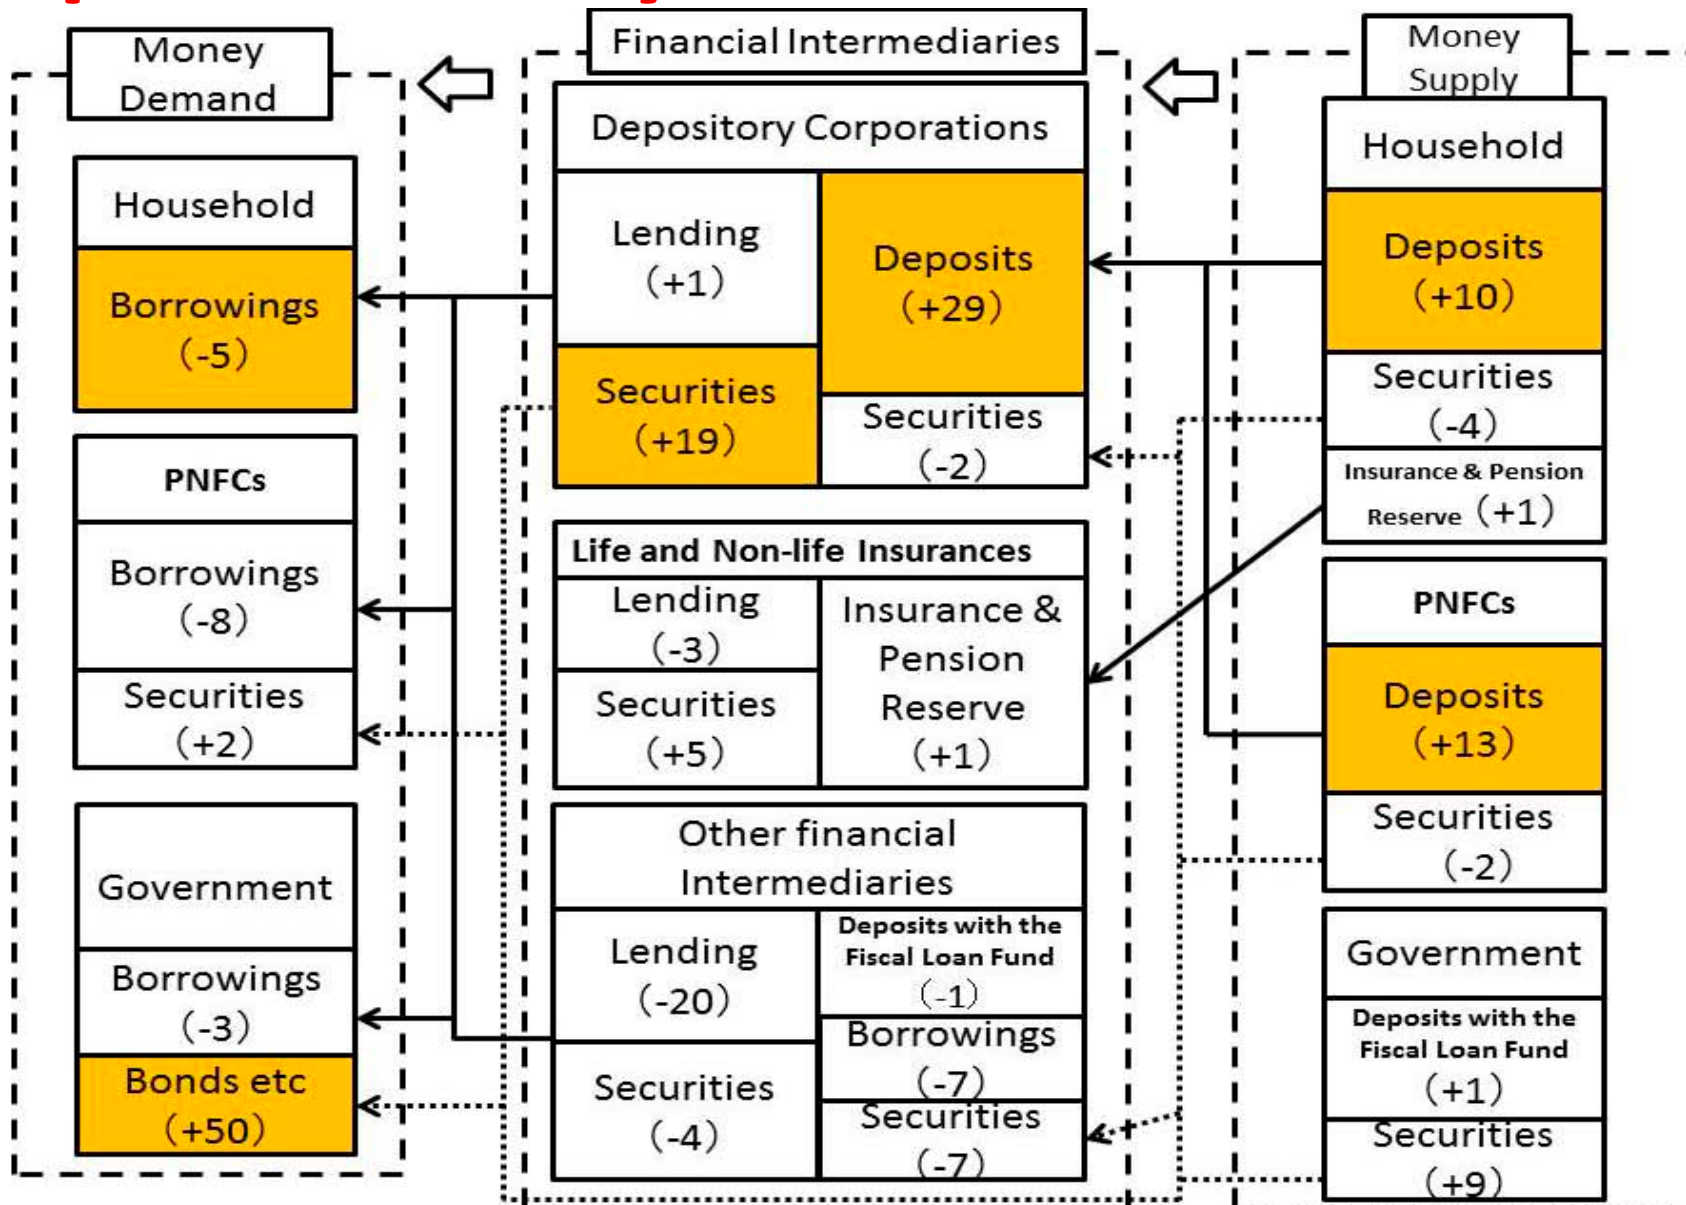 Money
Demand
Household
Borrowings
(-5)
PNFCs
Borrowings
(-8)
Securities
(+2)
Government
Borrowings
(-3)
Bonds etc
(+50)
Financial Intermediaries
Depository Corporations
Lending
(+1)
Securities
(+19)
Deposits
(+29)
Securities
(-2)
Life and Non-life Insurances
Lending
(-3)
Securities
(+5)
Insurance &
Pension
Reserve
(+1)
Other financial
Intermediaries
Lending
(-20)
Securities
(-4)
Deposits with the
Fiscal Loan Fund
(-1)
Borrowings
(-7)
Securities
(-7)
Money
Supply
Household
Deposits
(+10)
Securities
(-4)
Insurance & Pension
Reserve (+1)
PNFCs
Deposits
(+13)
Securities
(-2)
Government
Deposits with the
Fiscal Loan Fund
(+1)
Securities
(+9)